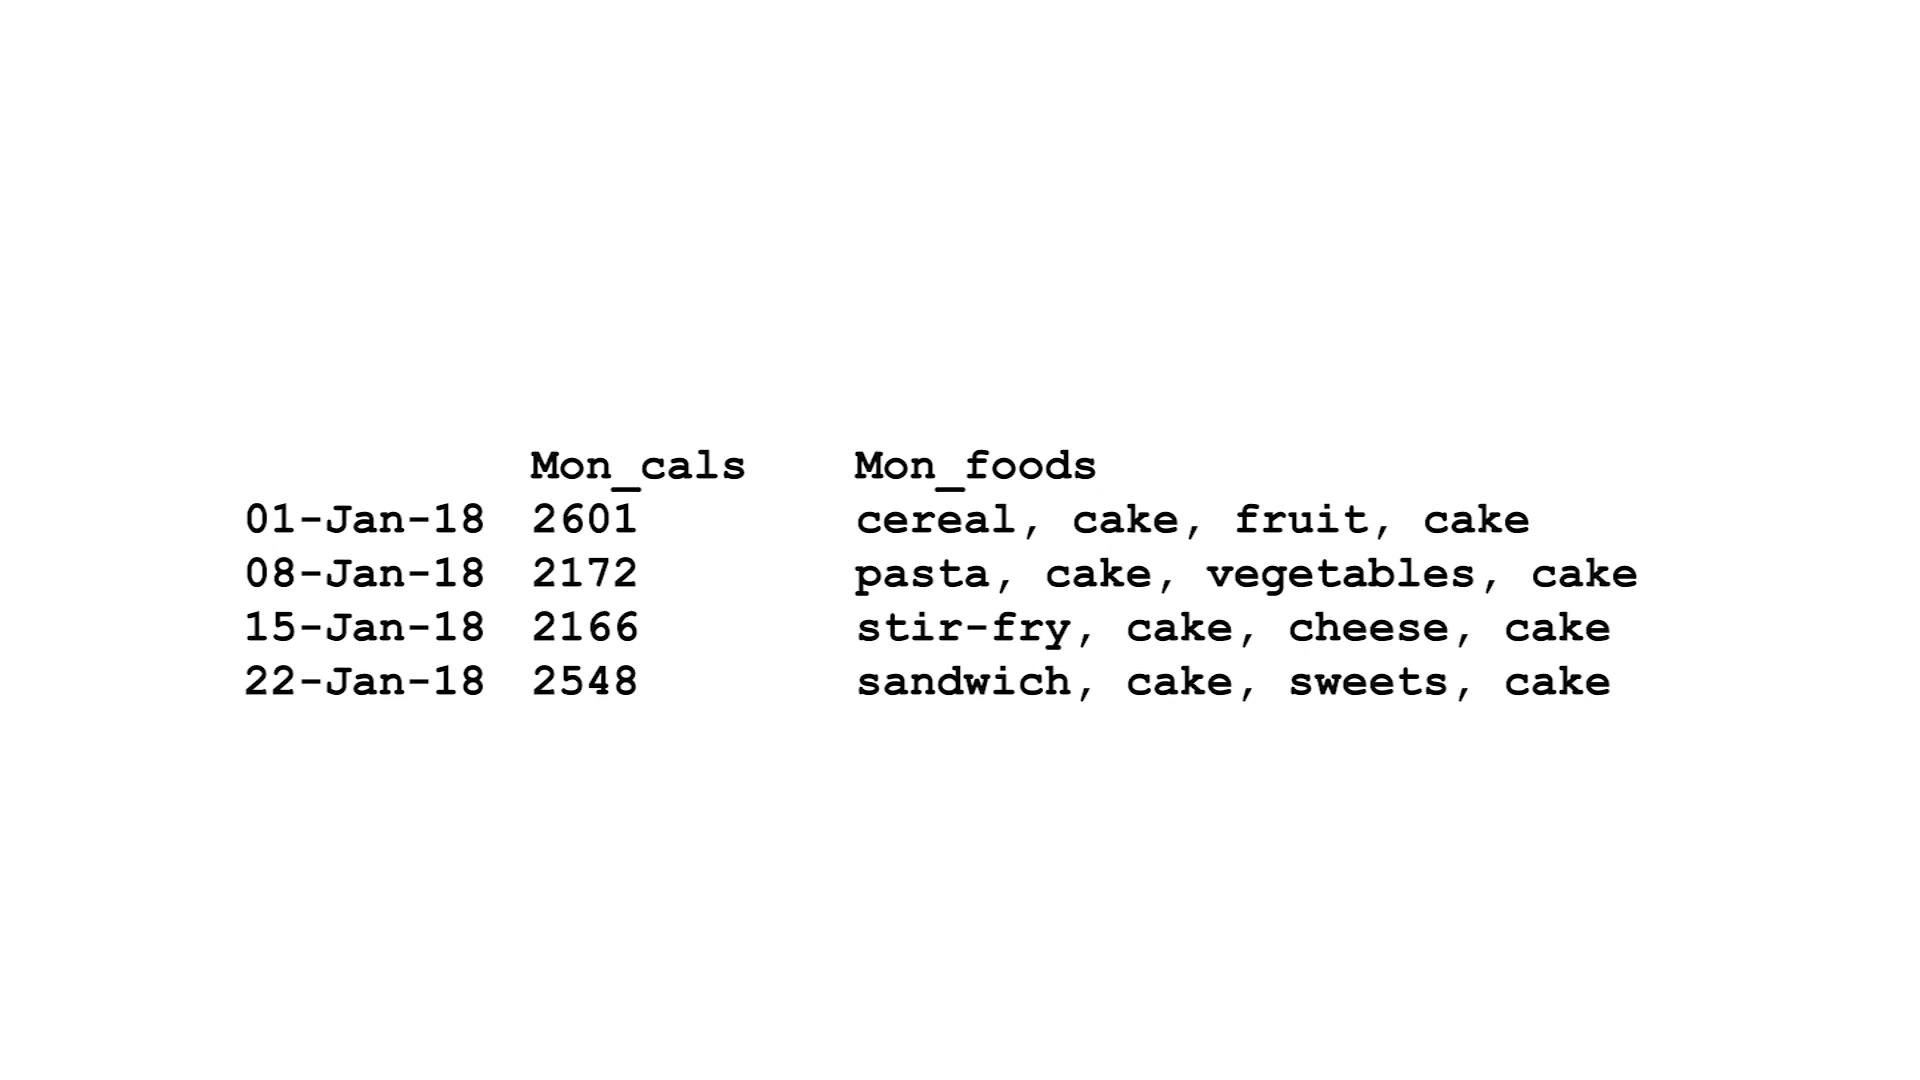 Mon_cals Mon_foods
01-Jan-18 2601 cereal, cake, fruit, cake
08-Jan-18 2172 pasta, cake, vegetables, cake
15-Jan-18 2166 stir-fry, cake, cheese, cake
22-Jan-18 2548 sandwich, cake, sweets, cake